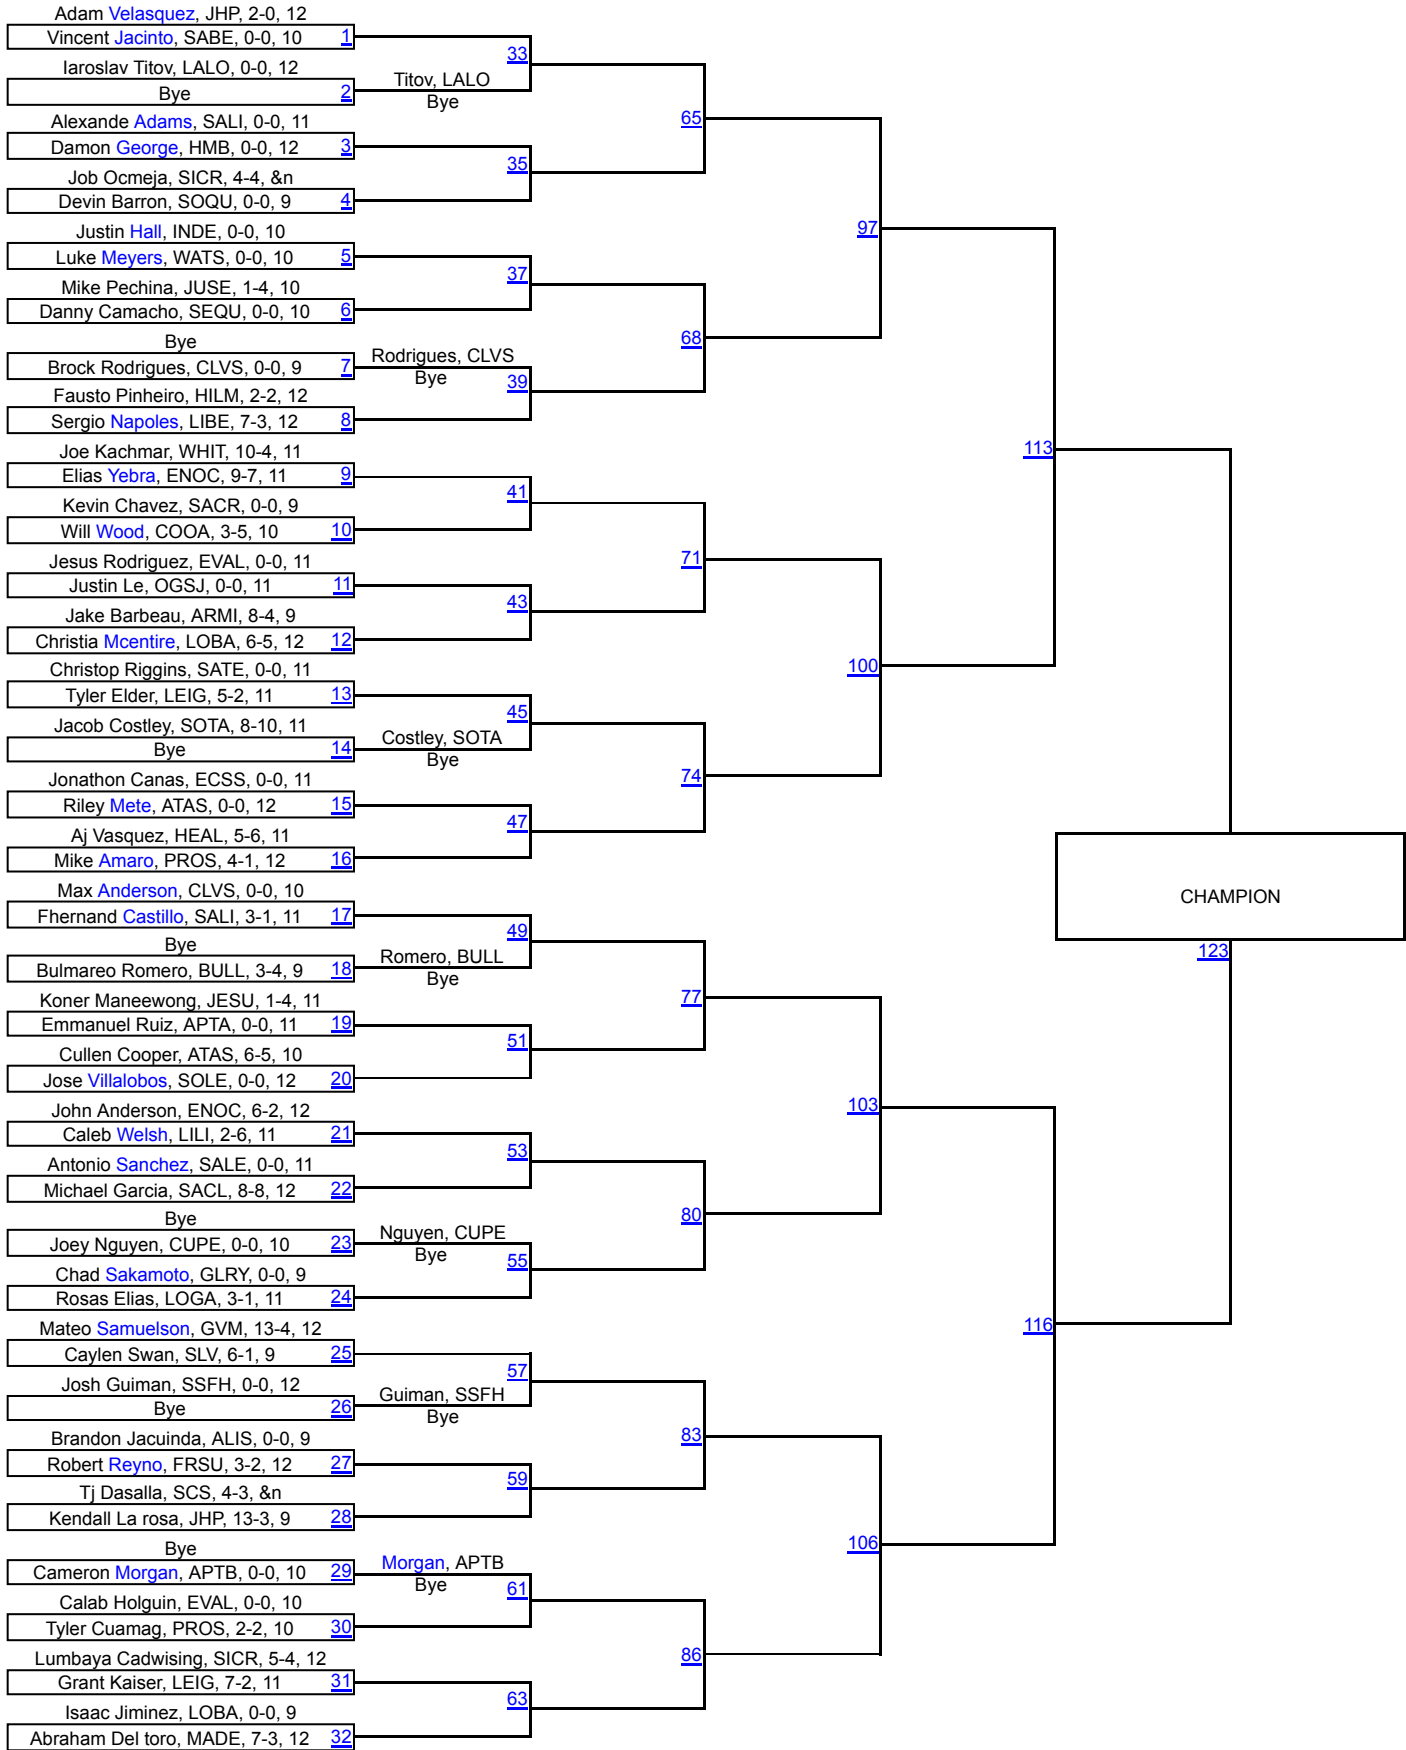 Adam Velasquez, JHP, 2-0, 12
Vincent Jacinto, SABE, 0-0, 10 1
33
Iaroslav Titov, LALO, 0-0, 12
Titov, LALO
Bye 2
Bye
Alexande Adams, SALI, 0-0, 11
65
Damon George, HMB, 0-0, 12 3
35
Job Ocmeja, SICR, 4-4, &n
Devin Barron, SOQU, 0-0, 9 4
Justin Hall, INDE, 0-0, 10
97
Luke Meyers, WATS, 0-0, 10 5
37
Mike Pechina, JUSE, 1-4, 10
Danny Camacho, SEQU, 0-0, 10 6
68
Bye
Rodrigues, CLVS
Brock Rodrigues, CLVS, 0-0, 9 7
Bye
39
Fausto Pinheiro, HILM, 2-2, 12
Sergio Napoles, LIBE, 7-3, 12 8
113
Joe Kachmar, WHIT, 10-4, 11
Elias Yebra, ENOC, 9-7, 11 9
41
Kevin Chavez, SACR, 0-0, 9
Will Wood, COOA, 3-5, 10 10
71
Jesus Rodriguez, EVAL, 0-0, 11
Justin Le, OGSJ, 0-0, 11 11
43
Jake Barbeau, ARMI, 8-4, 9
Christia Mcentire, LOBA, 6-5, 12 12
100
Christop Riggins, SATE, 0-0, 11
Tyler Elder, LEIG, 5-2, 11 13
45
Jacob Costley, SOTA, 8-10, 11
Costley, SOTA
Bye 14
Bye
74
Jonathon Canas, ECSS, 0-0, 11
Riley Mete, ATAS, 0-0, 12 15
47
Aj Vasquez, HEAL, 5-6, 11
Mike Amaro, PROS, 4-1, 12 16
Max Anderson, CLVS, 0-0, 10
CHAMPION
Fhernand Castillo, SALI, 3-1, 11 17
49
Bye
123
Romero, BULL
Bulmareo Romero, BULL, 3-4, 9 18
Bye
77
Koner Maneewong, JESU, 1-4, 11
Emmanuel Ruiz, APTA, 0-0, 11 19
51
Cullen Cooper, ATAS, 6-5, 10
Jose Villalobos, SOLE, 0-0, 12 20
103
John Anderson, ENOC, 6-2, 12
Caleb Welsh, LILI, 2-6, 11 21
53
Antonio Sanchez, SALE, 0-0, 11
Michael Garcia, SACL, 8-8, 12 22
80
Bye
Nguyen, CUPE
Joey Nguyen, CUPE, 0-0, 10 23
Bye
55
Chad Sakamoto, GLRY, 0-0, 9
Rosas Elias, LOGA, 3-1, 11 24
116
Mateo Samuelson, GVM, 13-4, 12
Caylen Swan, SLV, 6-1, 9 25
57
Josh Guiman, SSFH, 0-0, 12
Guiman, SSFH
Bye 26
Bye
83
Brandon Jacuinda, ALIS, 0-0, 9
Robert Reyno, FRSU, 3-2, 12 27
59
Tj Dasalla, SCS, 4-3, &n
Kendall La rosa, JHP, 13-3, 9 28
106
Bye
Morgan, APTB
Cameron Morgan, APTB, 0-0, 10 29
Bye
61
Calab Holguin, EVAL, 0-0, 10
Tyler Cuamag, PROS, 2-2, 10 30
86
Lumbaya Cadwising, SICR, 5-4, 12
Grant Kaiser, LEIG, 7-2, 11 31
63
Isaac Jiminez, LOBA, 0-0, 9
Abraham Del toro, MADE, 7-3, 12 32